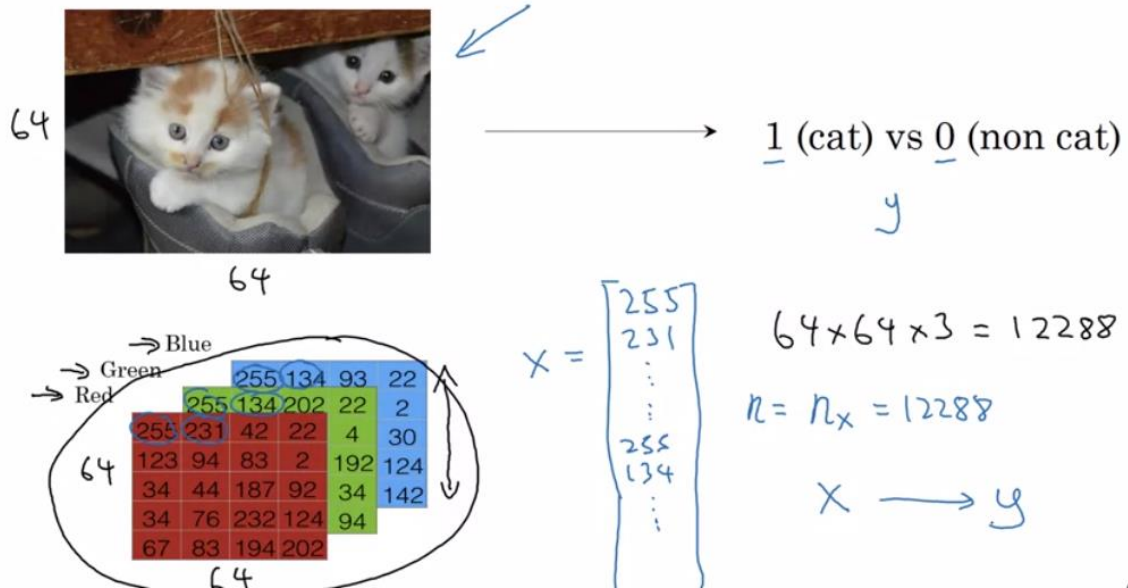 64
1 (cat) vs 0 (non cat)
y
64
→ Blue
→ Green
→ Red
255 134 93 22
255 134 202 22 2
255 231 42 22 4 30
123 94 83 2 192 124
34 44 187 92 34 142
34 76 232 124 94
67 83 194 202
64
64
x =
255
231
⋮
⋮
255
134
⋮
64×64×3 = 12288
n = nx = 12288
X → y